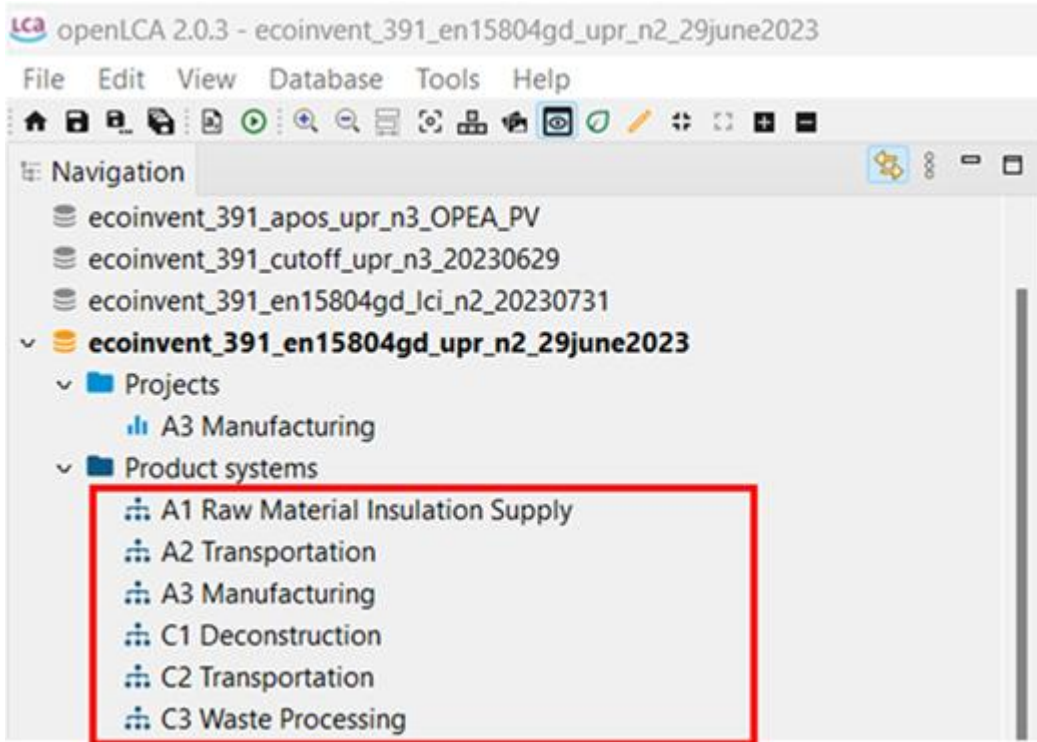 LCa openLCA 2.0.3 - ecoinvent_391_en15804gd_upr_n2_29june2023
File Edit View Database Tools Help
Navigation
ecoinvent_391_apos_upr_n3_OPEA_PV
ecoinvent_391_cutoff_upr_n3_20230629
ecoinvent_391_en15804gd_lci_n2_20230731
ecoinvent_391_en15804gd_upr_n2_29june2023
Projects
A3 Manufacturing
Product systems
A1 Raw Material Insulation Supply
A2 Transportation
A3 Manufacturing
C1 Deconstruction
C2 Transportation
C3 Waste Processing